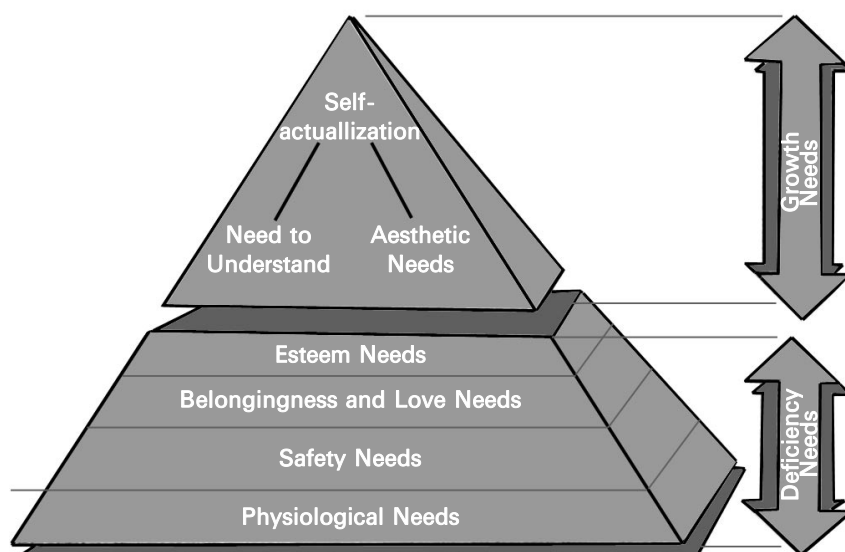 Self-
actuallization
Need to
Understand
Aesthetic
Needs
Growth
Needs
Esteem Needs
Belongingness and Love Needs
Safety Needs
Physiological Needs
Deficiency
Needs